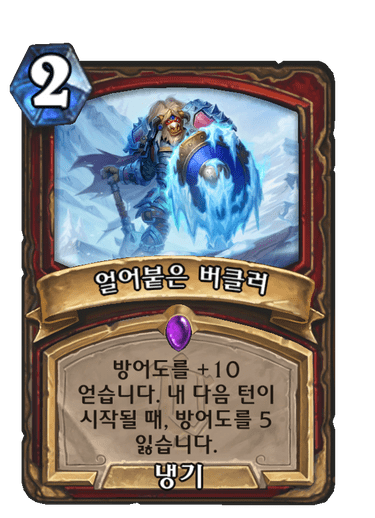 2
얼어붙은 버클러
방어도를 +10
얻습니다. 내 다음 턴이
시작될 때, 방어도를 5
잃습니다.
냉기